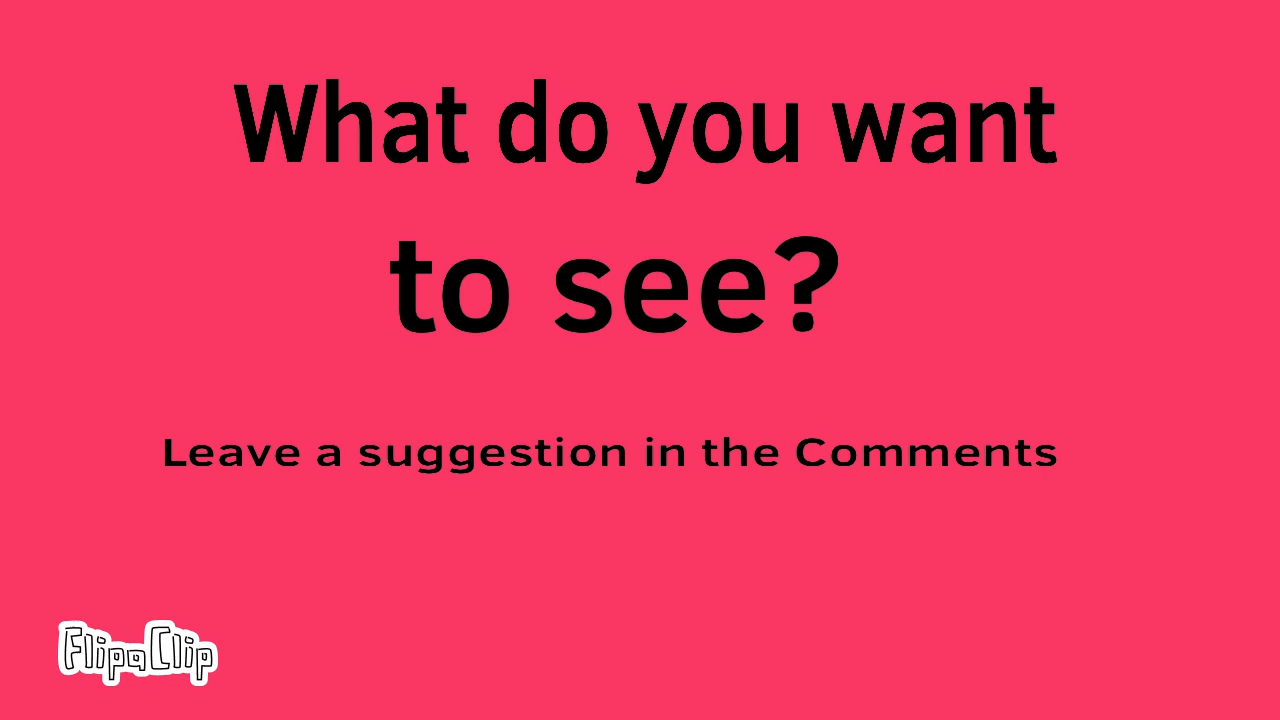 What do you want
to see?
Leave a suggestion in the Comments
FlipaClip